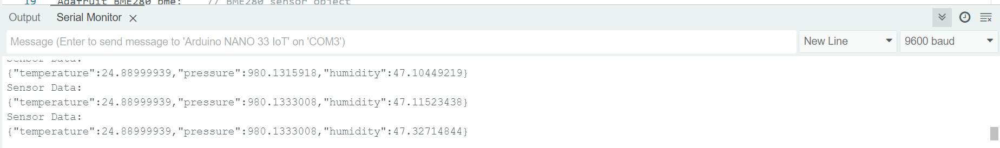 19 Adafruit_BME280 bme; // BME280 sensor object
Output Serial Monitor
Message (Enter to send message to 'Arduino NANO 33 IoT' on 'COM3') New Line 9600 baud
Sensor Data:
{"temperature":24.88999939,"pressure":980.1315918,"humidity":47.10449219}
Sensor Data:
{"temperature":24.88999939,"pressure":980.1333008,"humidity":47.11523438}
Sensor Data:
{"temperature":24.88999939,"pressure":980.1333008,"humidity":47.32714844}